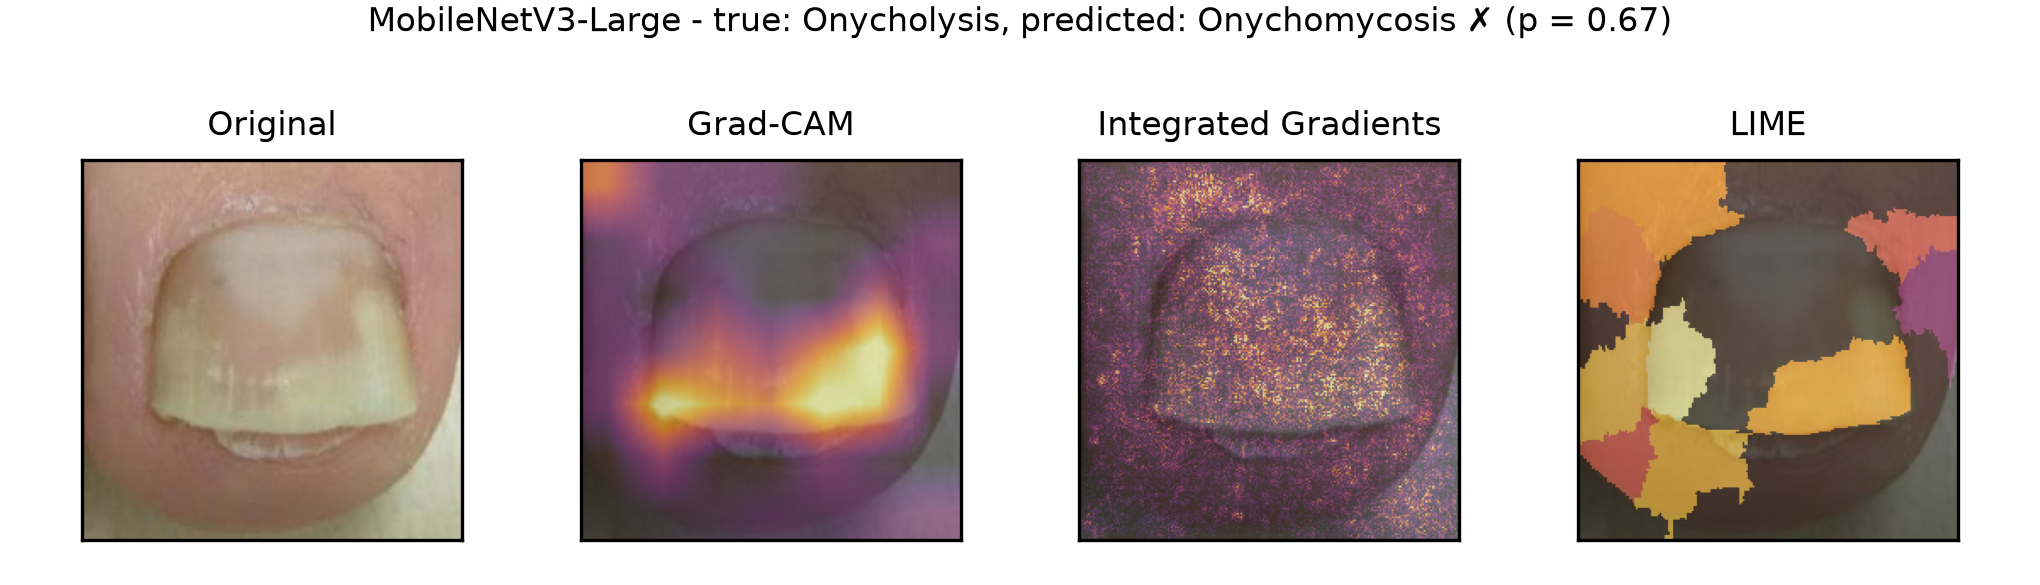 MobileNetV3-Large - true: Onycholysis, predicted: Onychomycosis ✗ (p = 0.67)
Original
Grad-CAM
Integrated Gradients
LIME